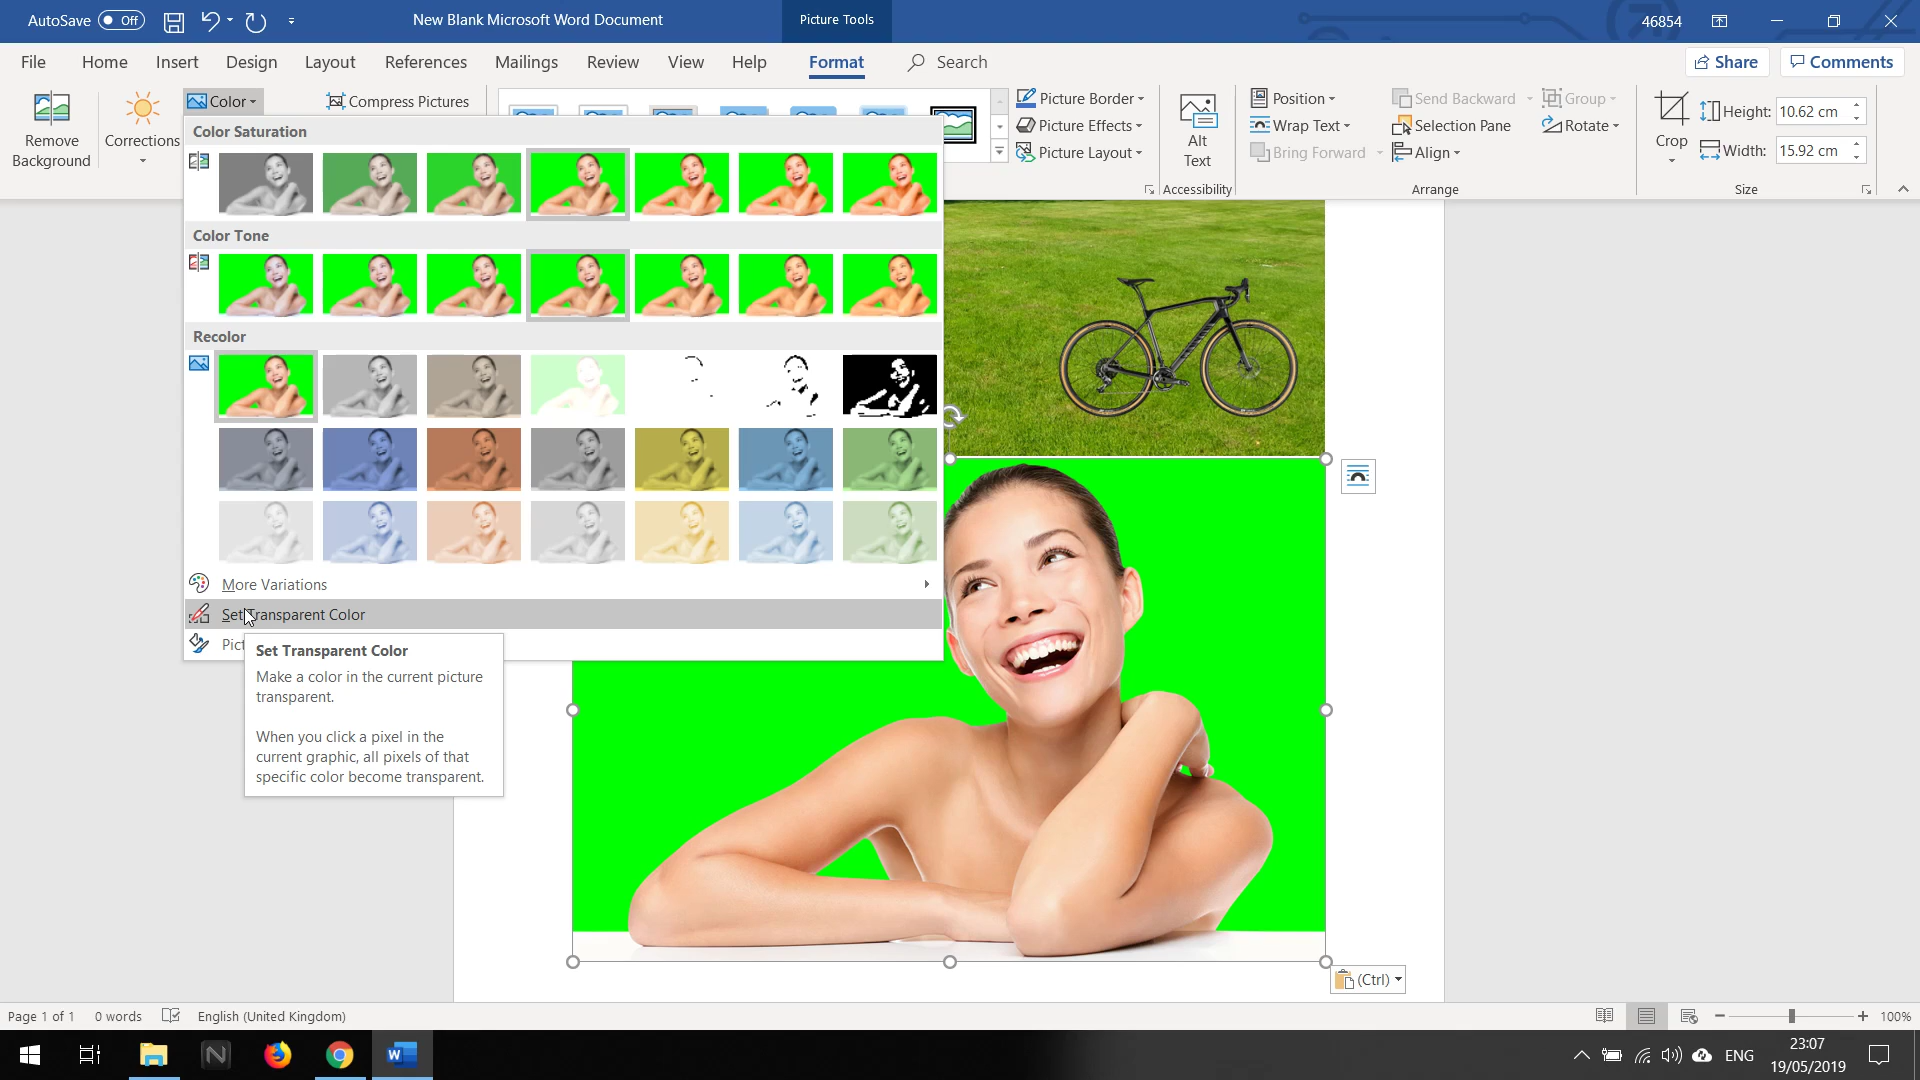 AutoSave Off New Blank Microsoft Word Document Picture Tools 46854
File Home Insert Design Layout References Mailings Review View Help Format Search Share Comments
Remove Background
Corrections
Color
Compress Pictures
Picture Border
Picture Effects
Picture Layout
Alt Text
Accessibility
Position
Wrap Text
Bring Forward
Send Backward
Selection Pane
Align
Group
Rotate
Arrange
Crop
Height: 10.62 cm
Width: 15.92 cm
Size
Color Saturation
Color Tone
Recolor
More Variations
Set Transparent Color
Pict
Set Transparent Color
Make a color in the current picture
transparent.
When you click a pixel in the
current graphic, all pixels of that
specific color become transparent.
(Ctrl)
Page 1 of 1 0 words English (United Kingdom) 100%
N W ENG 23:07
19/05/2019